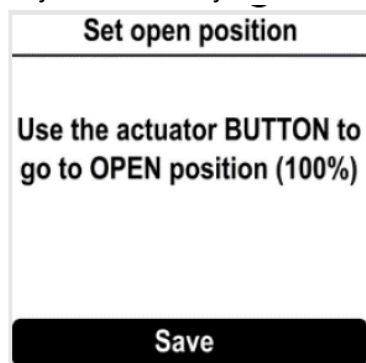 Set open position
Use the actuator BUTTON to
go to OPEN position (100%)
Save